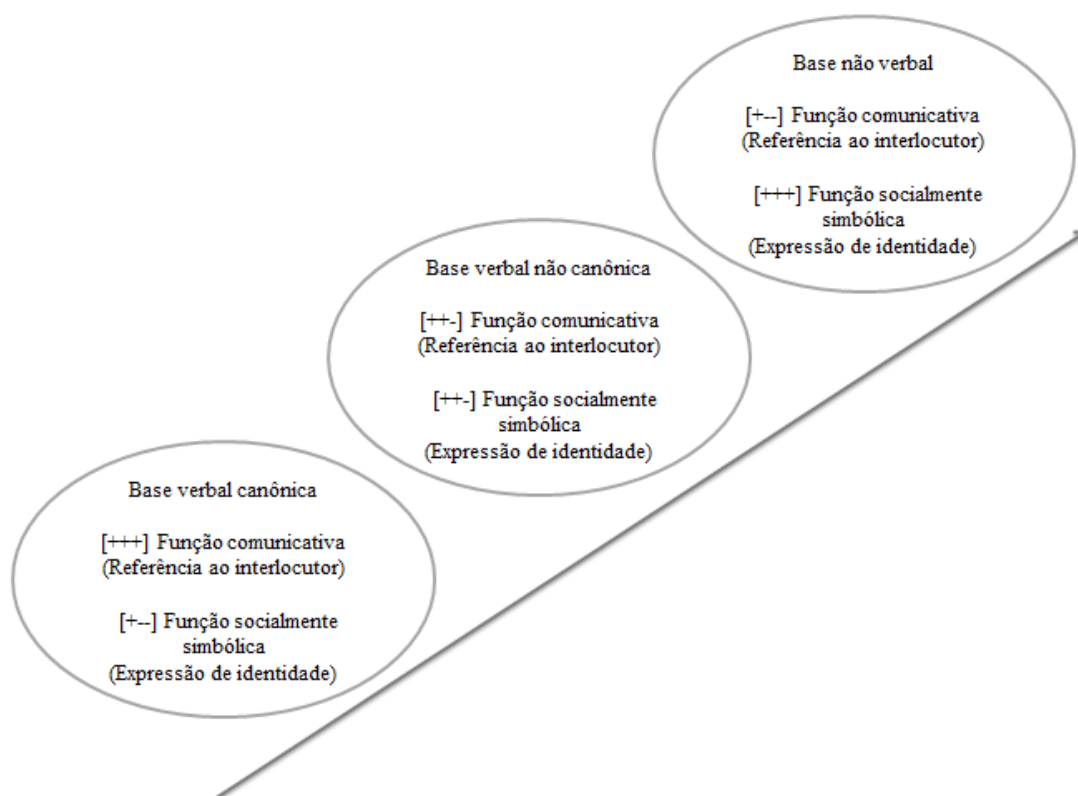 Base não verbal
[+--] Função comunicativa
(Referência ao interlocutor)
[+++] Função socialmente
simbólica
(Expressão de identidade)
Base verbal não canônica
[++-] Função comunicativa
(Referência ao interlocutor)
[++-] Função socialmente
simbólica
(Expressão de identidade)
Base verbal canônica
[+++] Função comunicativa
(Referência ao interlocutor)
[+--] Função socialmente
simbólica
(Expressão de identidade)